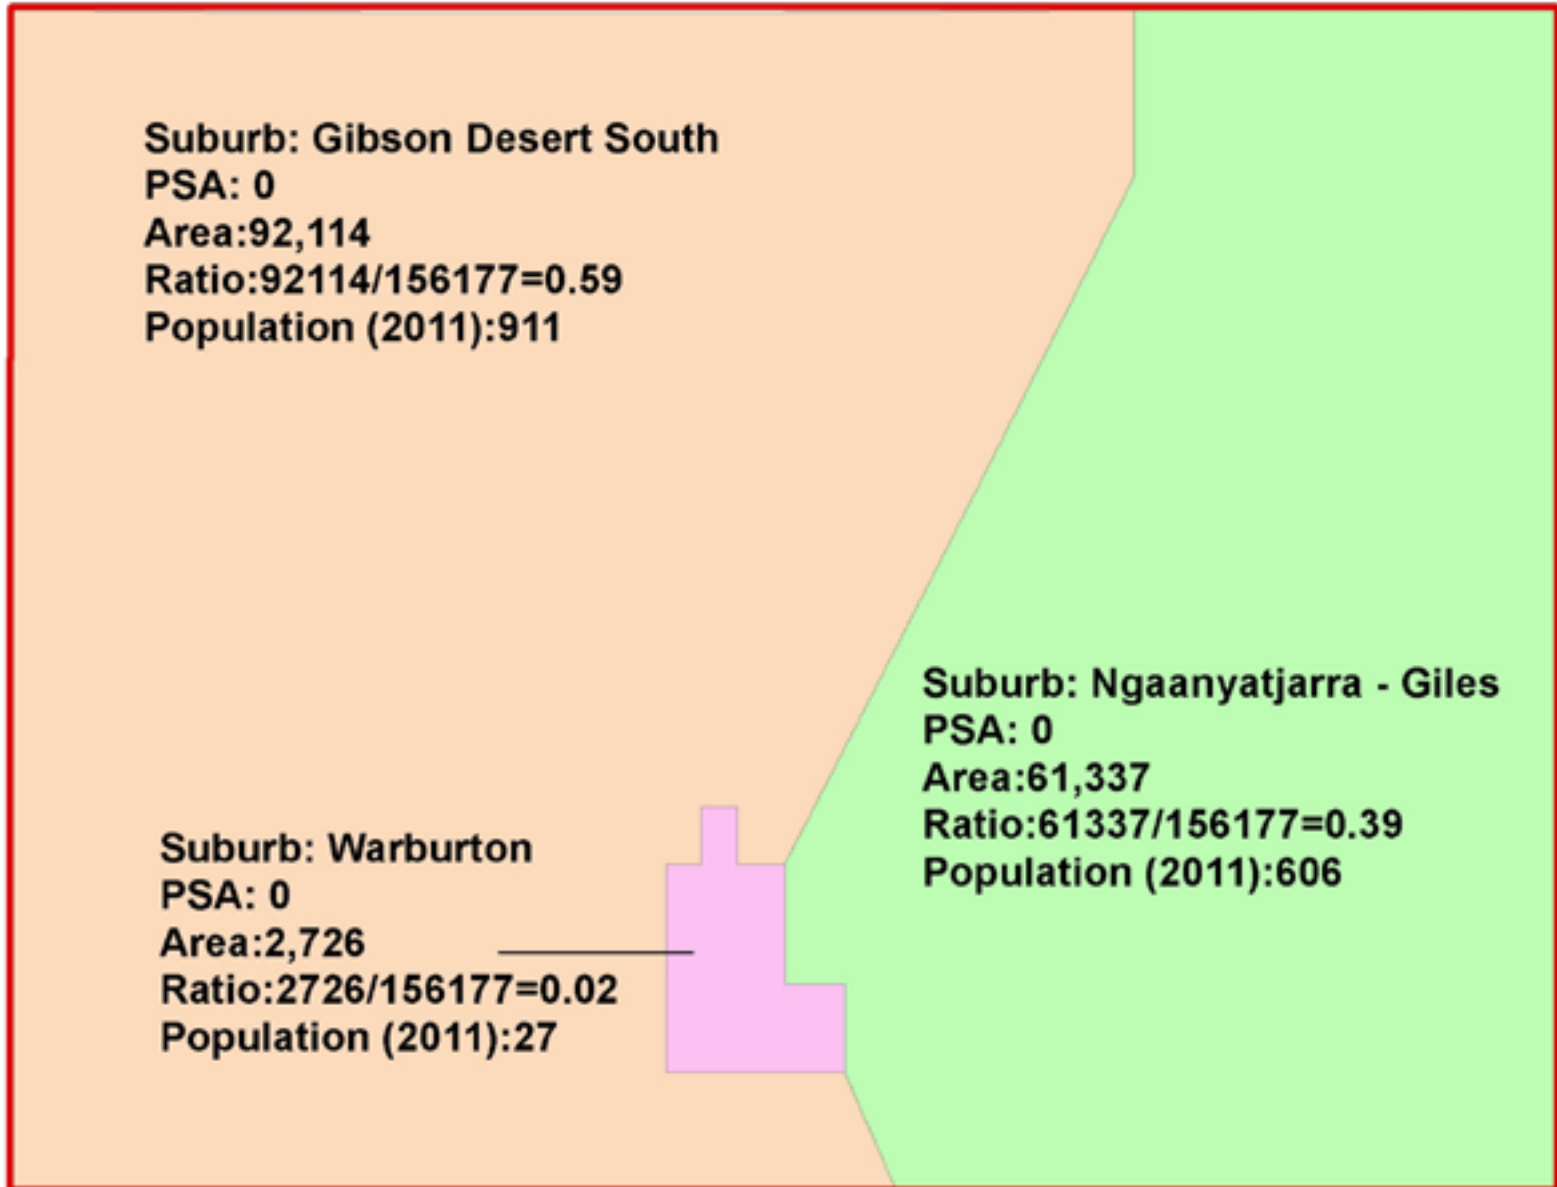 Suburb: Gibson Desert South
PSA: 0
Area:92,114
Ratio:92114/156177=0.59
Population (2011):911
Suburb: Ngaanyatjarra - Giles
PSA: 0
Area:61,337
Ratio:61337/156177=0.39
Population (2011):606
Suburb: Warburton
PSA: 0
Area:2,726
Ratio:2726/156177=0.02
Population (2011):27